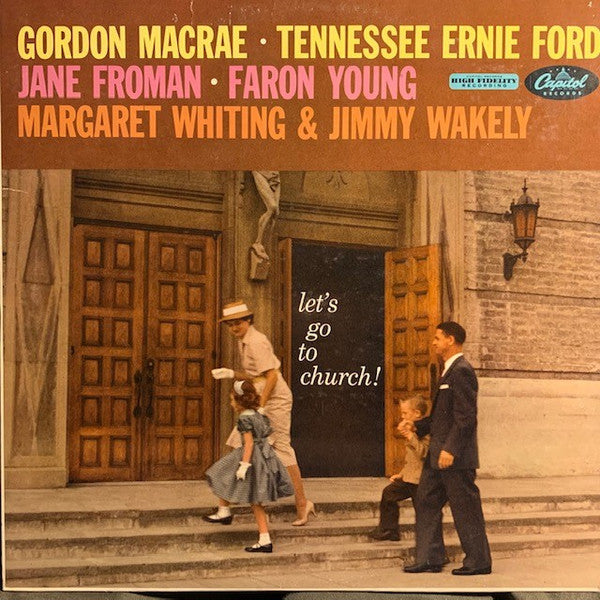 GORDON MACRAE · TENNESSEE ERNIE FORD
JANE FROMAN · FARON YOUNG
HIGH FIDELITY
RECORDING
Capitol
RECORDS
MARGARET WHITING & JIMMY WAKELY
let's
go
to
church!